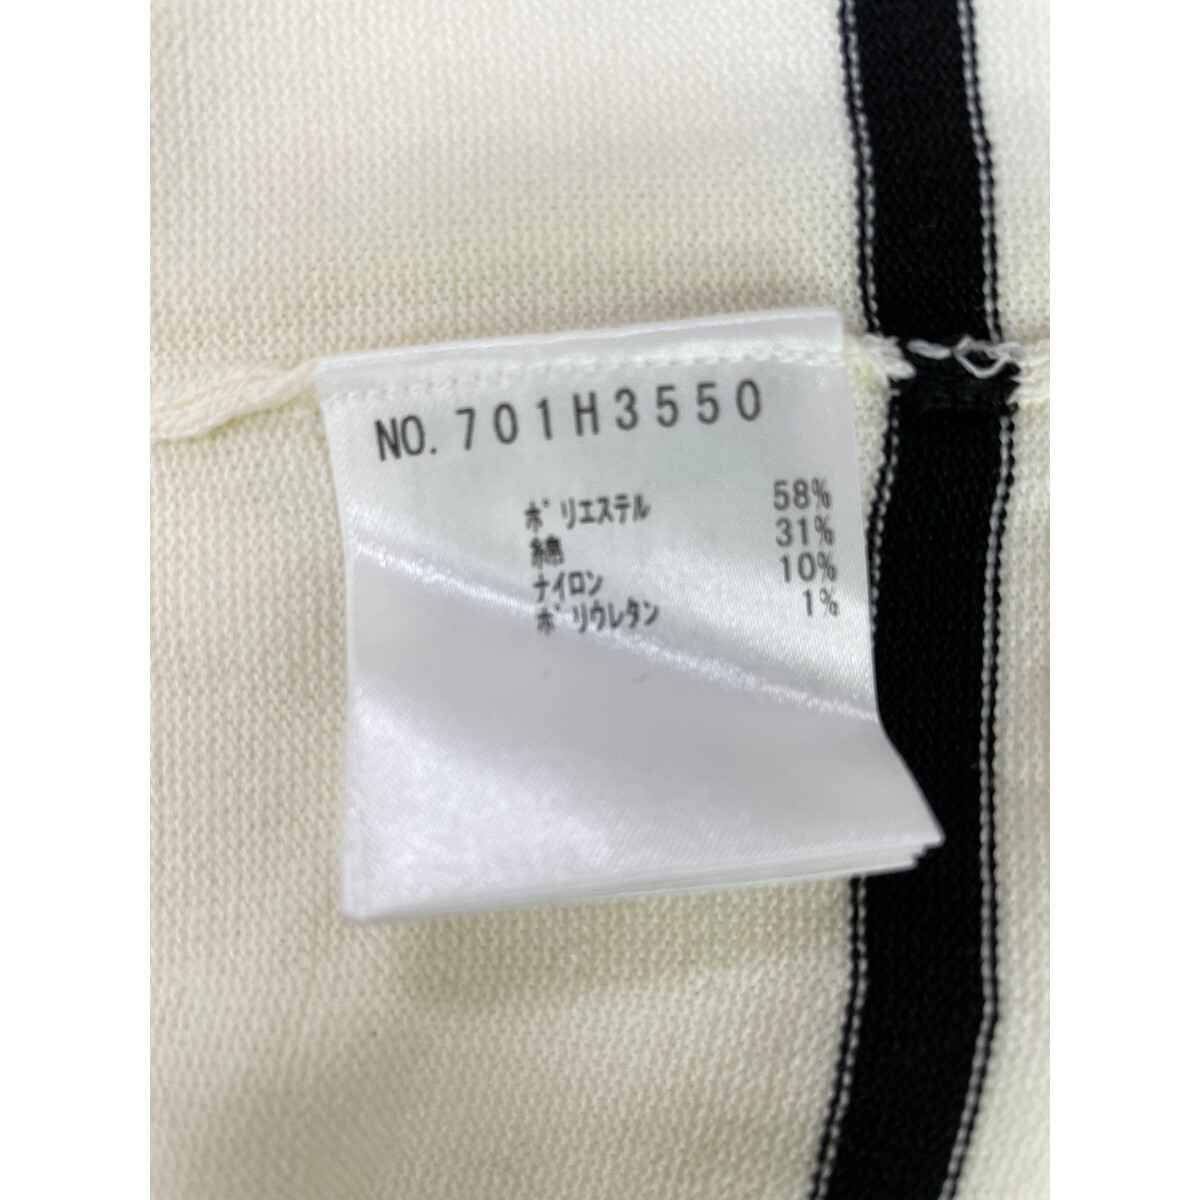 NO. 701H3550
ポリエステル 58%
綿 31%
ナイロン 10%
ポリウレタン 1%